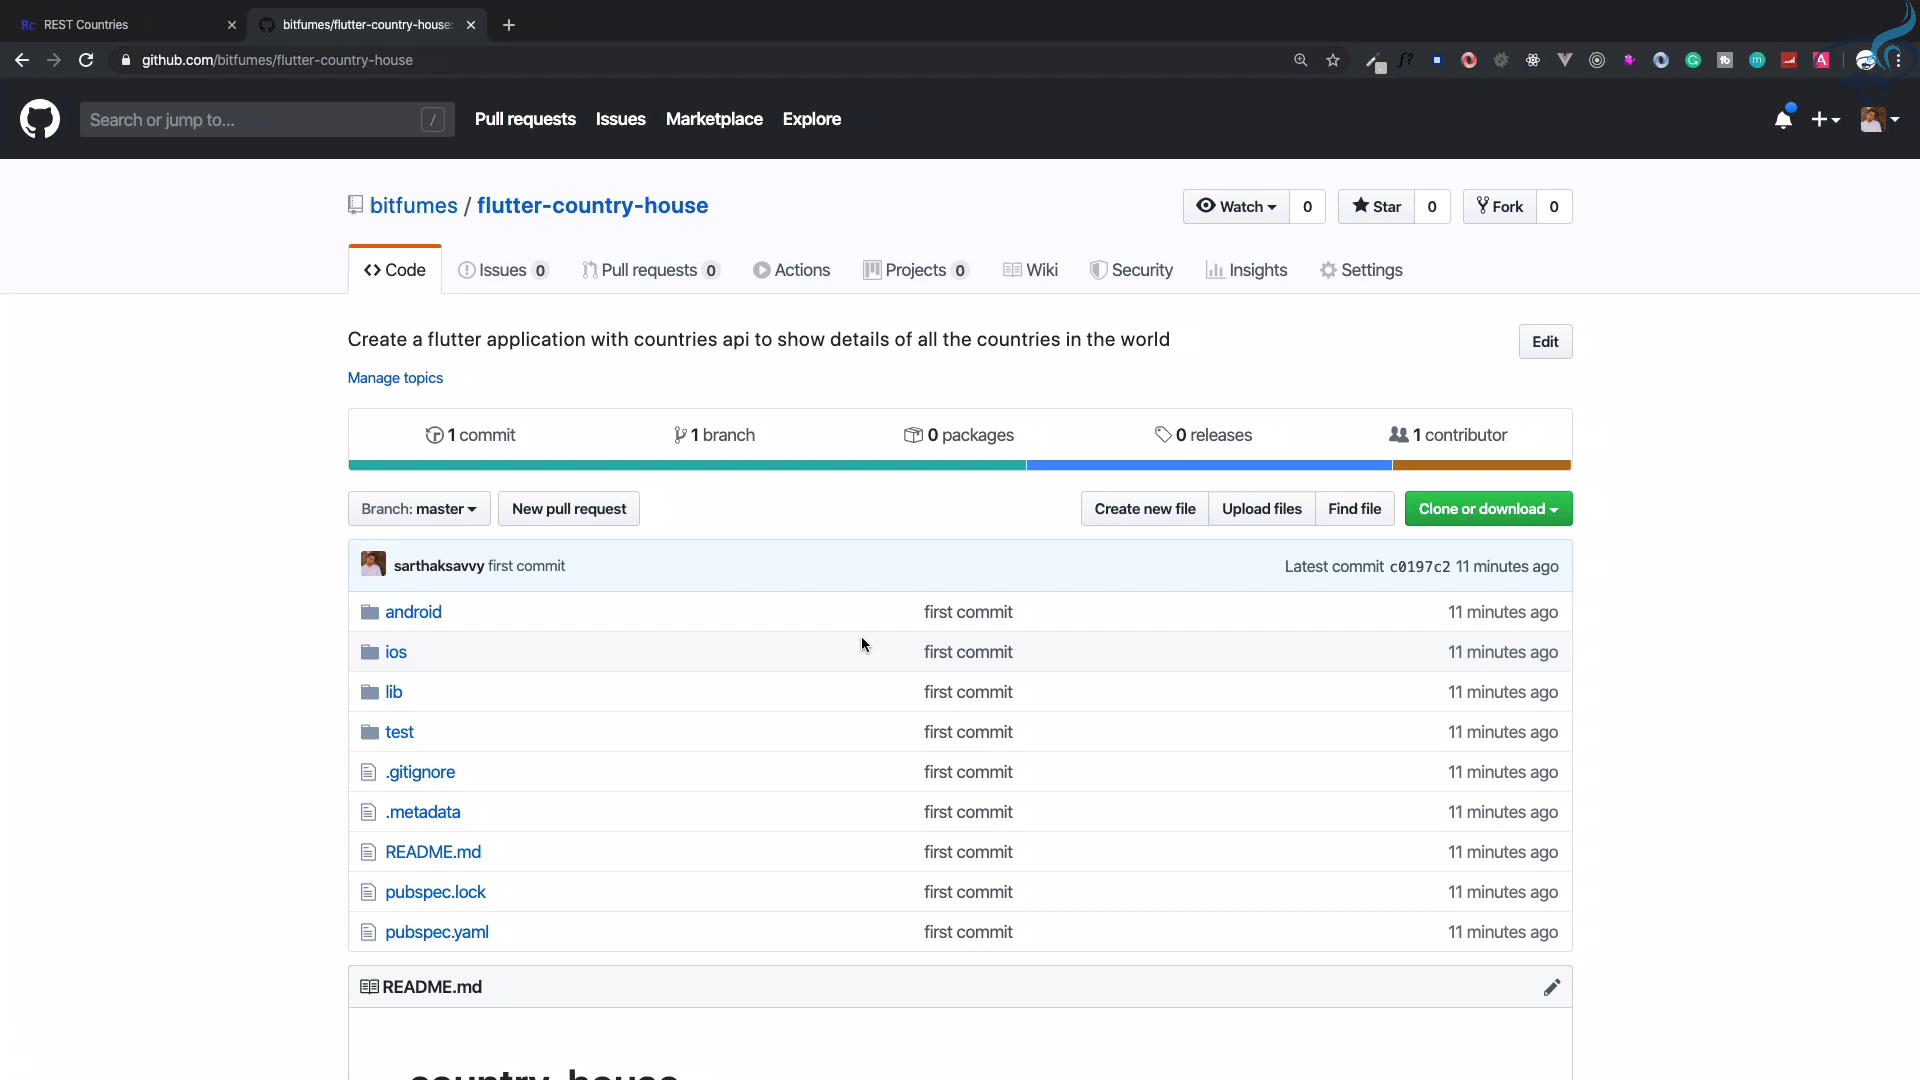 Rc REST Countries
bitfumes/flutter-country-house:
github.com/bitfumes/flutter-country-house
Search or jump to... /
Pull requests Issues Marketplace Explore
bitfumes / flutter-country-house
Watch 0 Star 0 Fork 0
Code Issues 0 Pull requests 0 Actions Projects 0 Wiki Security Insights Settings
Create a flutter application with countries api to show details of all the countries in the world
Edit
Manage topics
1 commit 1 branch 0 packages 0 releases 1 contributor
Branch: master New pull request Create new file Upload files Find file Clone or download
sarthaksavvy first commit Latest commit c0197c2 11 minutes ago
android first commit 11 minutes ago
ios first commit 11 minutes ago
lib first commit 11 minutes ago
test first commit 11 minutes ago
.gitignore first commit 11 minutes ago
.metadata first commit 11 minutes ago
README.md first commit 11 minutes ago
pubspec.lock first commit 11 minutes ago
pubspec.yaml first commit 11 minutes ago
README.md
country_house